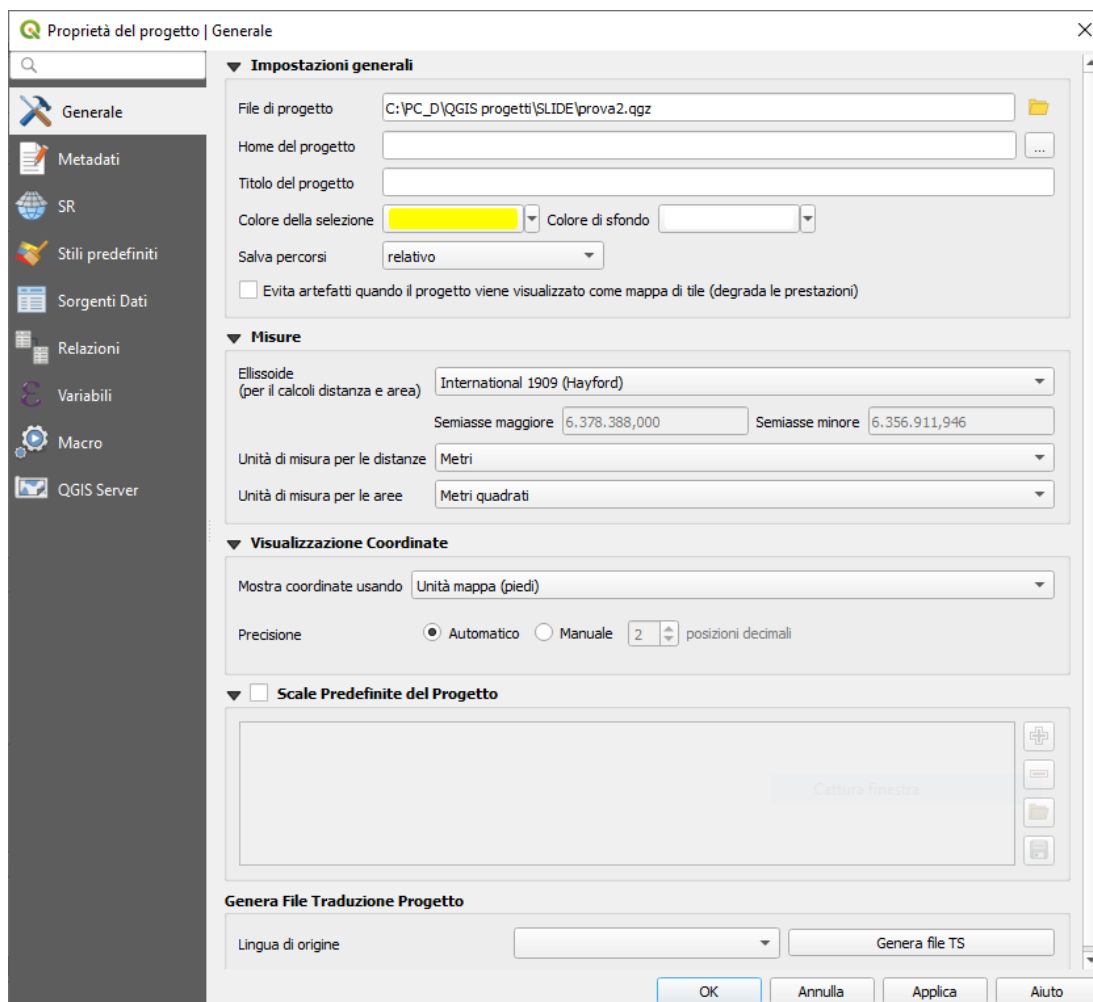 Proprietà del progetto | Generale
Generale
Metadati
SR
Stili predefiniti
Sorgenti Dati
Relazioni
Variabili
Macro
QGIS Server
Impostazioni generali
File di progetto C:\PC_D\QGIS progetti\SLIDE\prova2.qgz
Home del progetto ...
Titolo del progetto
Colore della selezione Colore di sfondo
Salva percorsi relativo
Evita artefatti quando il progetto viene visualizzato come mappa di tile (degrada le prestazioni)
Misure
Ellissoide
(per il calcoli distanza e area) International 1909 (Hayford)
Semiasse maggiore 6.378.388,000 Semiasse minore 6.356.911,946
Unità di misura per le distanze Metri
Unità di misura per le aree Metri quadrati
Visualizzazione Coordinate
Mostra coordinate usando Unità mappa (piedi)
Precisione Automatico Manuale 2 posizioni decimali
Scale Predefinite del Progetto
Cattura finestra
Genera File Traduzione Progetto
Lingua di origine Genera file TS
OK Annulla Applica Aiuto